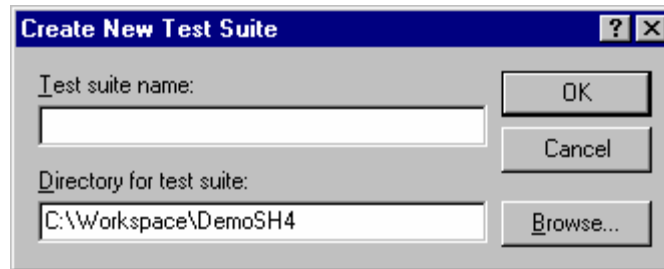 Create New Test Suite
Test suite name:
OK
Cancel
Directory for test suite:
C:\Workspace\DemoSH4
Browse...